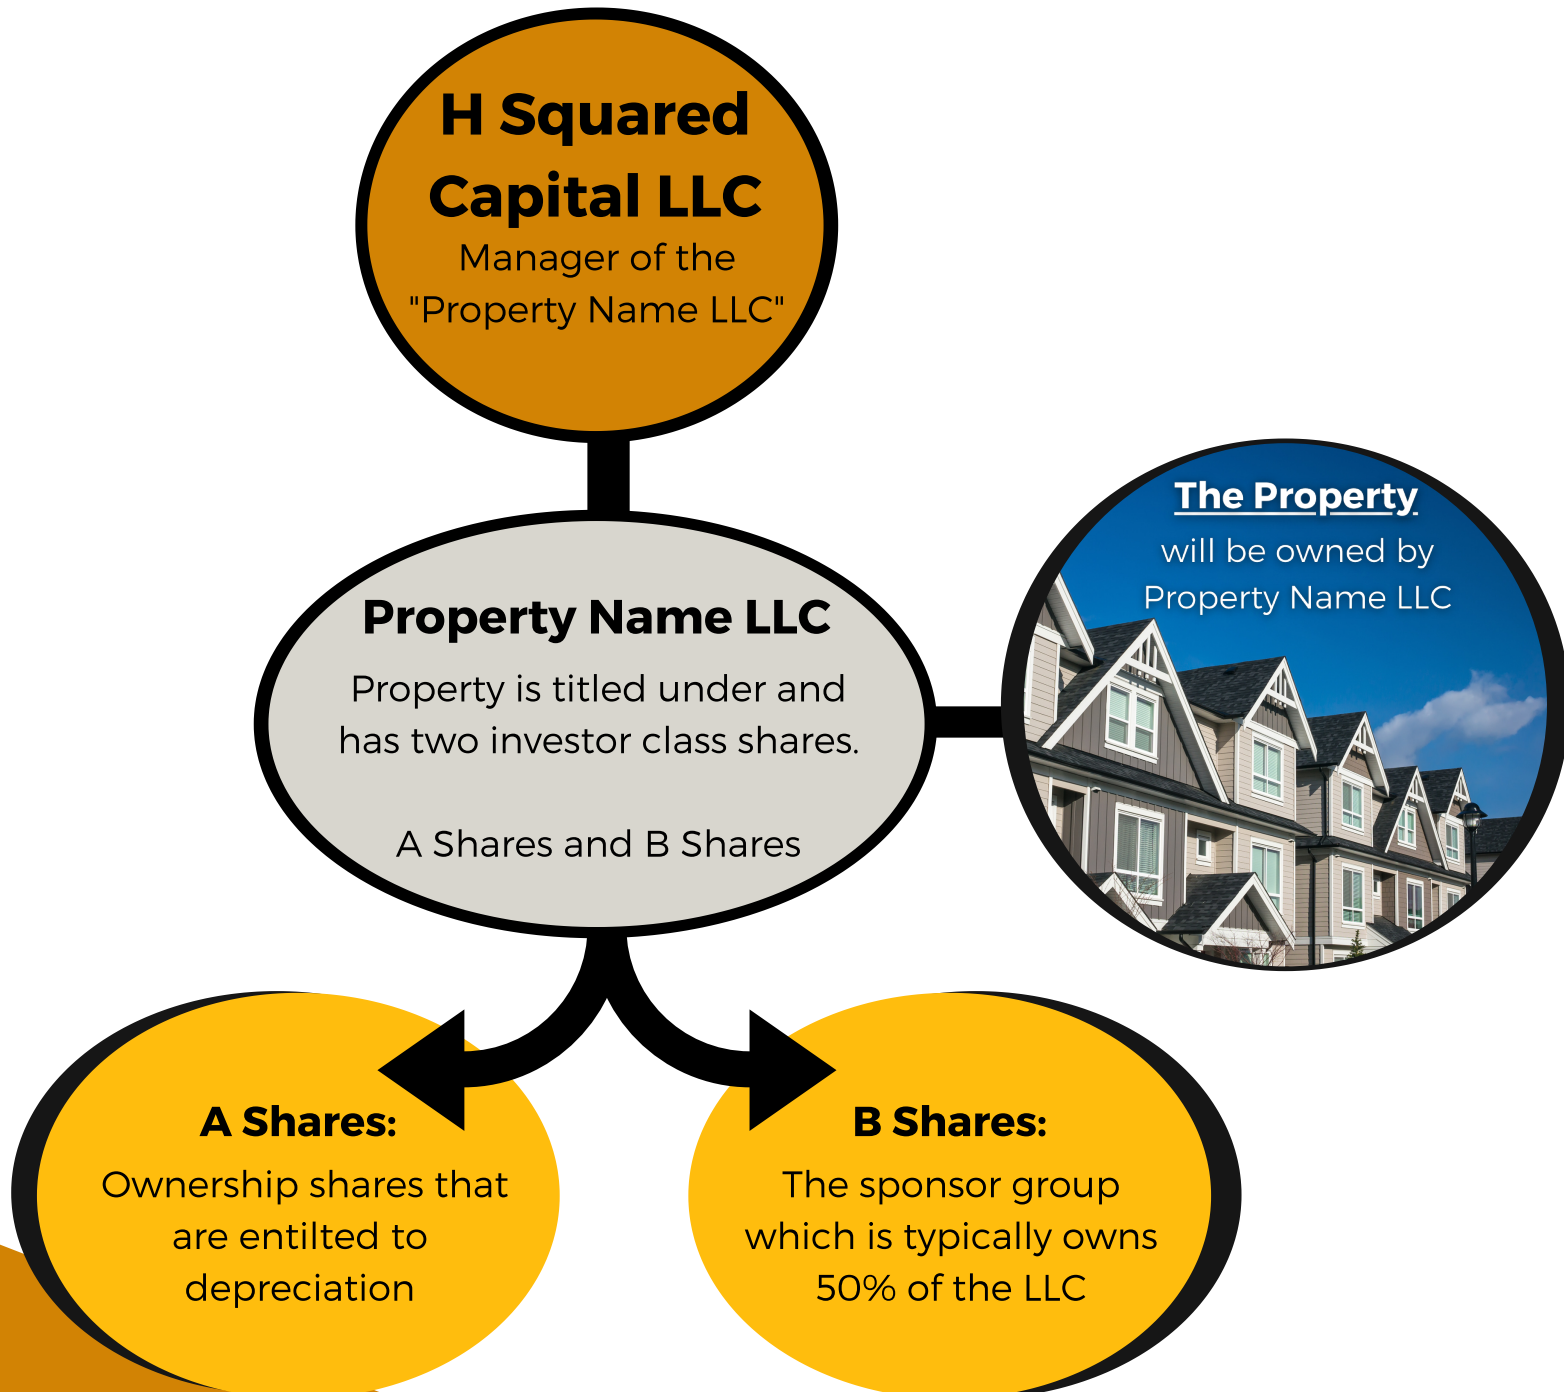 H Squared
Capital LLC
Manager of the
"Property Name LLC"
The Property
will be owned by
Property Name LLC
Property Name LLC
Property is titled under and
has two investor class shares.
A Shares and B Shares
A Shares:
Ownership shares that
are entilted to
depreciation
B Shares:
The sponsor group
which is typically owns
50% of the LLC